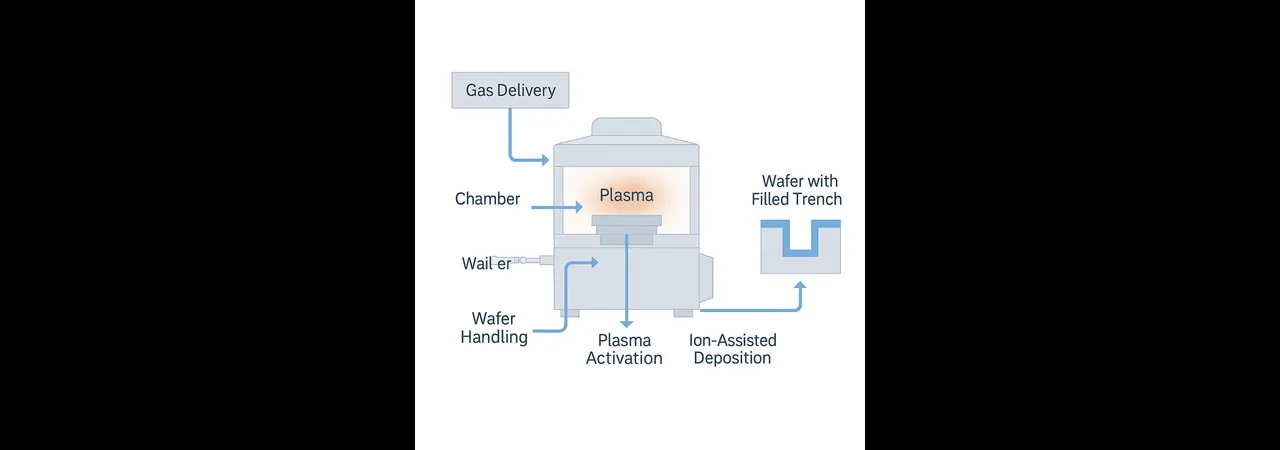 Gas Delivery
Plasma
Chamber
Wafer with
Filled Trench
Wail er
Wafer
Handling
Plasma
Activation
Ion-Assisted
Deposition